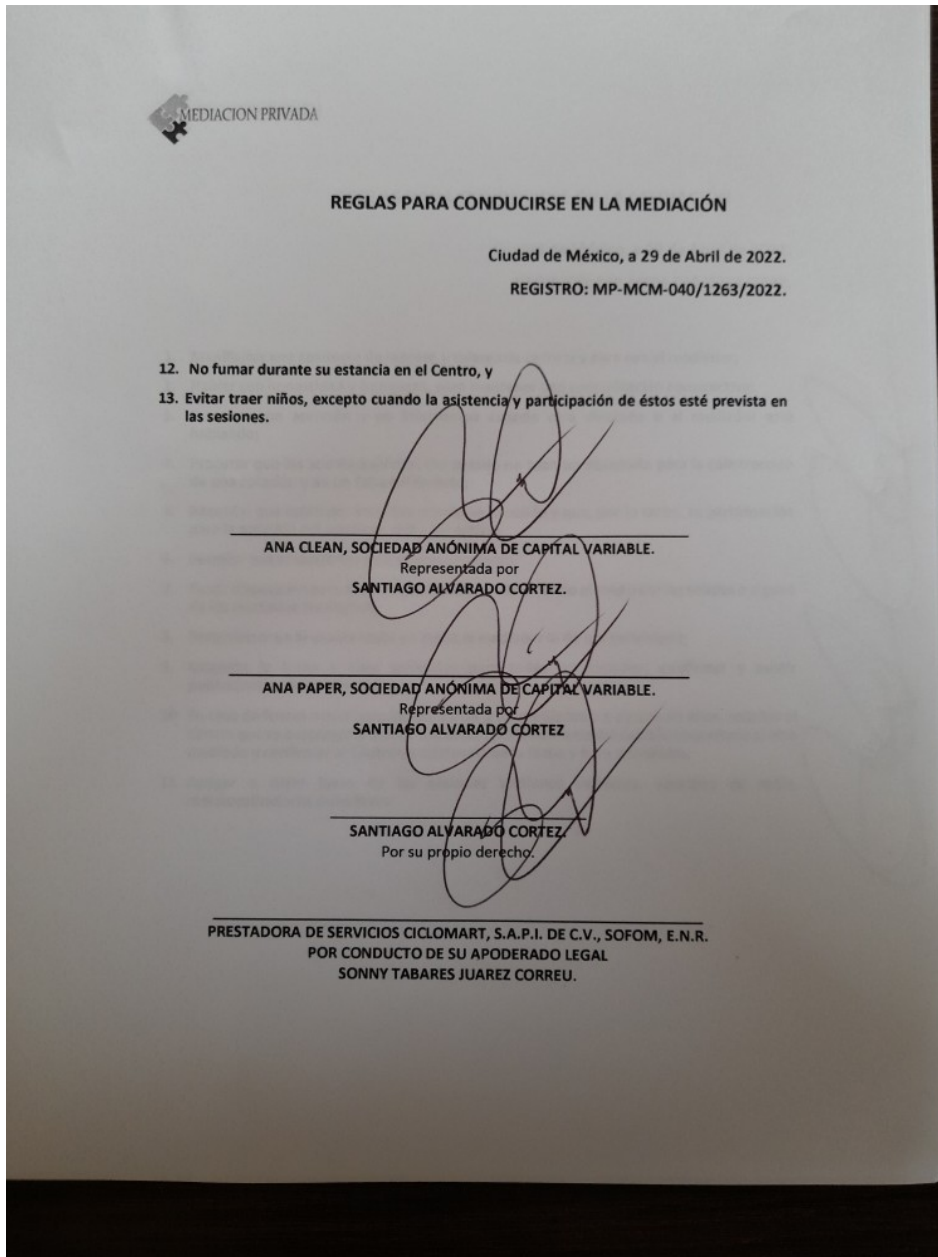 MEDIACION PRIVADA
REGLAS PARA CONDUCIRSE EN LA MEDIACIÓN
Ciudad de México, a 29 de Abril de 2022.
REGISTRO: MP-MCM-040/1263/2022.
12. No fumar durante su estancia en el Centro, y
13. Evitar traer niños, excepto cuando la asistencia y participación de éstos esté prevista en
las sesiones.
ANA CLEAN, SOCIEDAD ANÓNIMA DE CAPITAL VARIABLE.
Representada por
SANTIAGO ALVARADO CORTEZ.
ANA PAPER, SOCIEDAD ANÓNIMA DE CAPITAL VARIABLE.
Representada por
SANTIAGO ALVARADO CORTEZ
SANTIAGO ALVARADO CORTEZ.
Por su propio derecho.
PRESTADORA DE SERVICIOS CICLOMART, S.A.P.I. DE C.V., SOFOM, E.N.R.
POR CONDUCTO DE SU APODERADO LEGAL
SONNY TABARES JUAREZ CORREU.